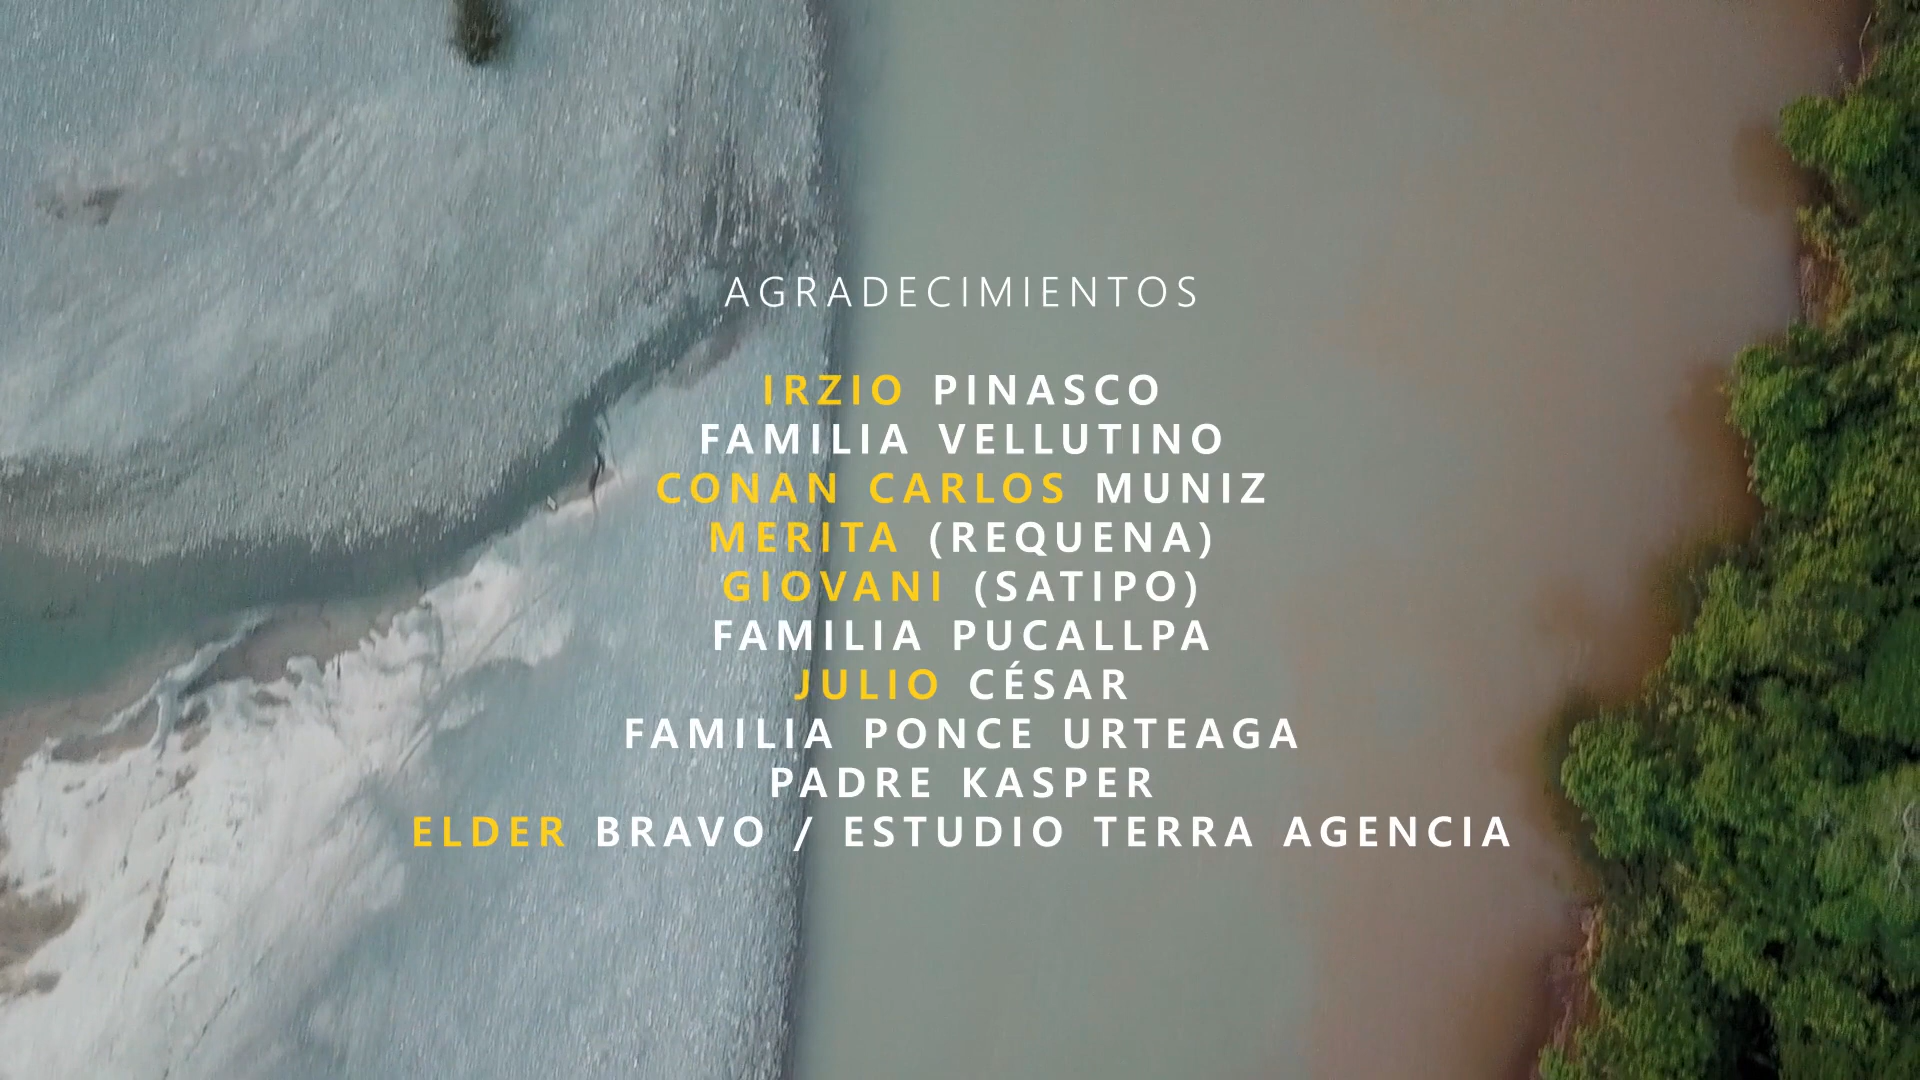 AGRADECIMIENTOS
IRZIO PINASCO
FAMILIA VELLUTINO
CONAN CARLOS MUNIZ
MERITA (REQUENA)
GIOVANI (SATIPO)
FAMILIA PUCALLPA
JULIO CÉSAR
FAMILIA PONCE URTEAGA
PADRE KASPER
ELDER BRAVO / ESTUDIO TERRA AGENCIA